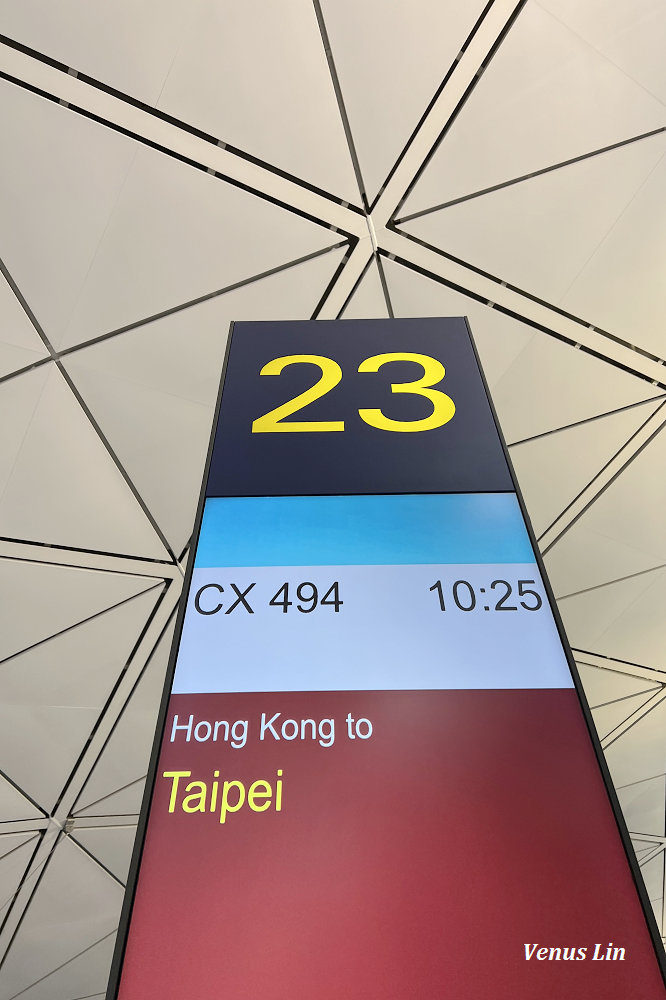 23
CX 494 10:25
Hong Kong to
Taipei
Venus Lin